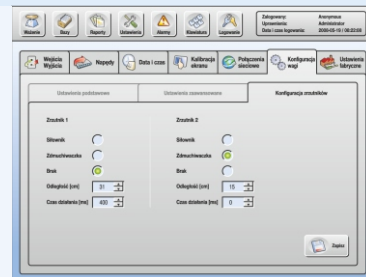 Ważenie
Bazy
Raporty
Ustawienia
Alarmy
Kawiatura
Logowanie
Zalogowany: Anonymous
Uprawnienia: Administrator
Data i czas logowania:
Wejścia Wyjścia
Napędy
Data i czas
Kalibracja ekranu
Połączenia sieciowe
Konfiguracja wagi
Ustawienia fabryczne
Ustawienia podstawowe
Ustawienia zaawansowane
Konfiguracja zrzutników
Zrzutnik 1
Zrzutnik 2
Siłownik
Siłownik
Zdmuchiwaczka
Zdmuchiwaczka
Brak
Brak
Odległość [cm] 31
Odległość [cm] 15
Czas działania [ms] 400
Czas działania [ms] 0
Zapisz